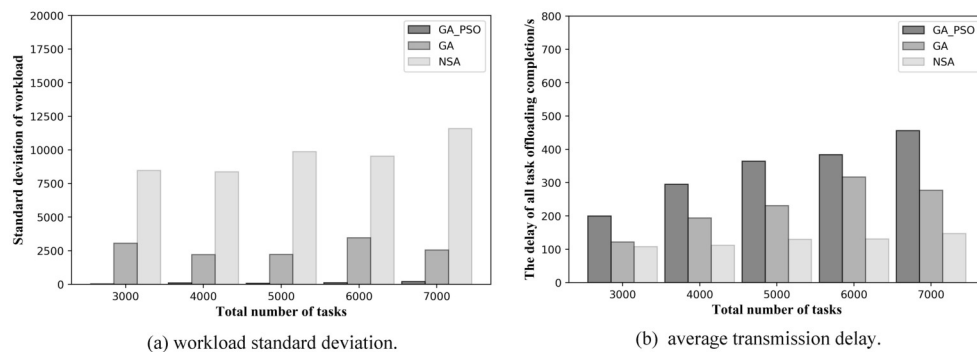 20000
17500
15000
12500
10000
7500
5000
2500
0
Standard deviation of workload
GA_PSO
GA
NSA
3000 4000 5000 6000 7000
Total number of tasks
(a) workload standard deviation.
800
700
600
500
400
300
200
100
0
The delay of all task offloading completion/s
GA_PSO
GA
NSA
3000 4000 5000 6000 7000
Total number of tasks
(b) average transmission delay.